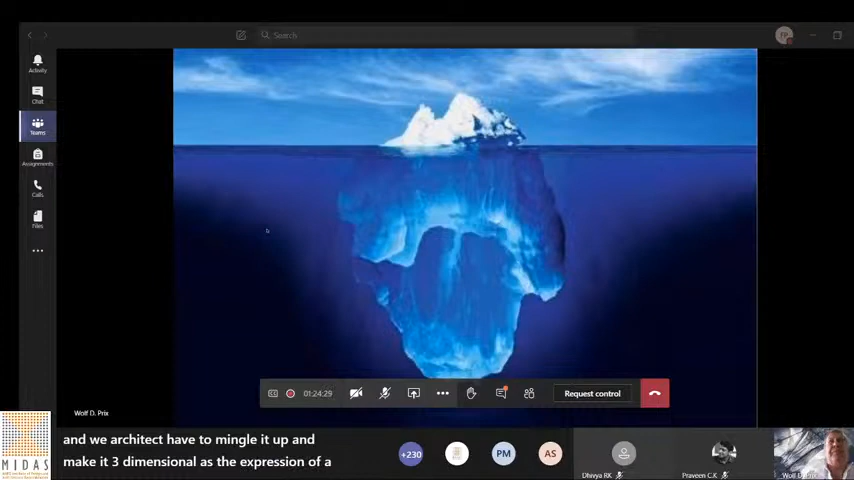 Search
FP
Activity
Chat
Teams
Assignments
Calls
Files
01:24:29
Request control
Wolf D. Prix
and we architect have to mingle it up and
make it 3 dimensional as the expression of a
+230
PM
AS
Dhivya RK
Praveen C.K
MIDAS